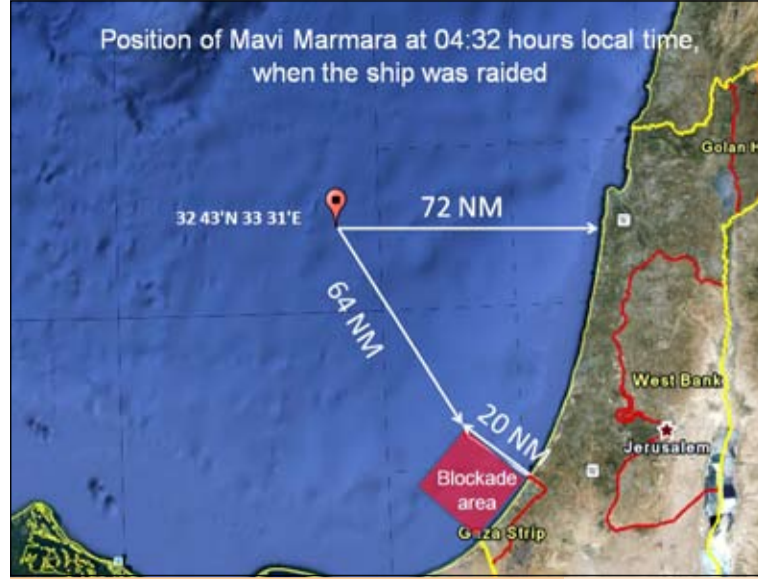 Position of Mavi Marmara at 04:32 hours local time,
when the ship was raided
Golan H
32 43'N 33 31'E
72 NM
64 NM
West Bank
20 NM
Jerusalem
Blockade
area
Gaza Strip